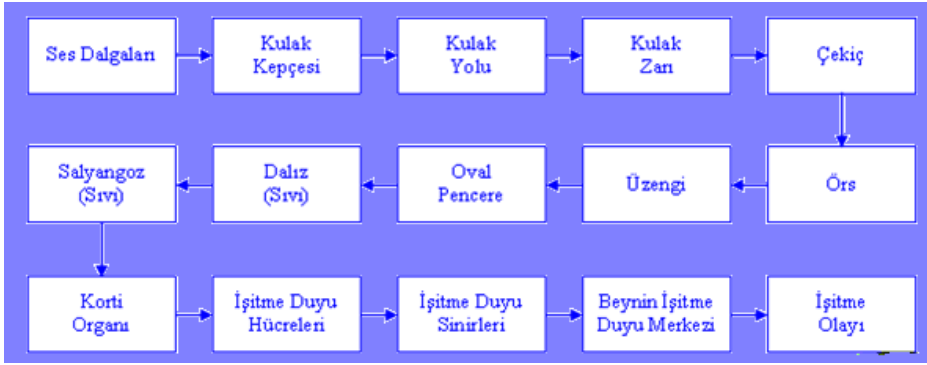 Ses Dalgaları
Kulak
Kepçesi
Kulak
Yolu
Kulak
Zarı
Çekiç
Örs
Üzengi
Oval
Pencere
Dalız
(Sıvı)
Salyangoz
(Sıvı)
Korti
Organı
İşitme Duyu
Hücreleri
İşitme Duyu
Sinirleri
Beynin İşitme
Duyu Merkezi
İşitme
Olayı